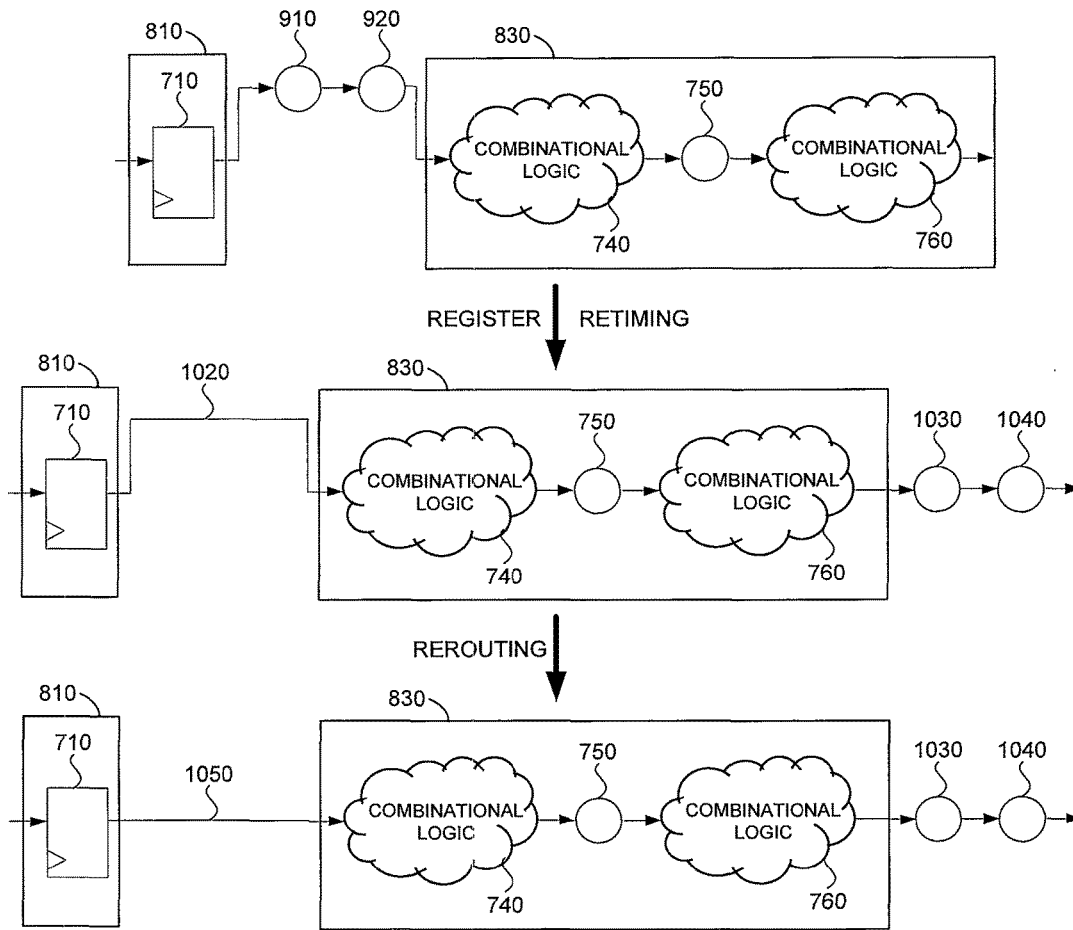 810
910
920
830
710
750
COMBINATIONAL
LOGIC
COMBINATIONAL
LOGIC
740
760
REGISTER RETIMING
810
1020
830
710
750
1030
1040
COMBINATIONAL
LOGIC
COMBINATIONAL
LOGIC
740
760
REROUTING
810
830
710
1050
750
1030
1040
COMBINATIONAL
LOGIC
COMBINATIONAL
LOGIC
740
760